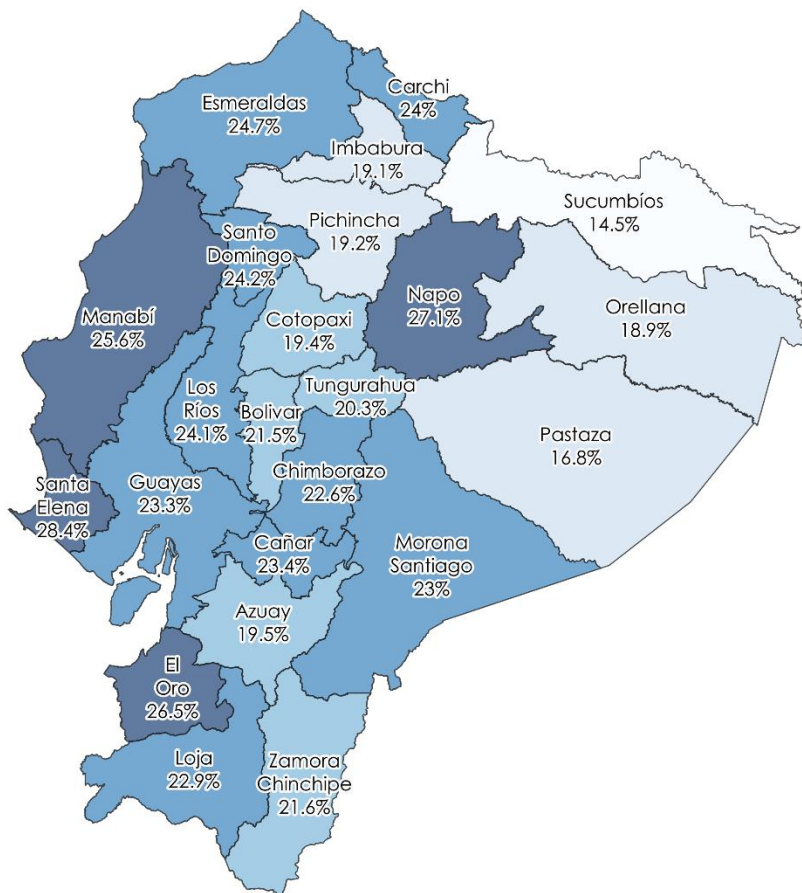 Carchi
24%
Esmeraldas
24.7%
Imbabura
19.1%
Sucumbíos
14.5%
Pichincha
19.2%
Santo
Domingo
24.2%
Napo
27.1%
Orellana
18.9%
Manabí
25.6%
Cotopaxi
19.4%
Los
Ríos
24.1%
Bolivar
21.5%
Tungurahua
20.3%
Pastaza
16.8%
Santa
Elena
28.4%
Guayas
23.3%
Chimborazo
22.6%
Cañar
23.4%
Morona
Santiago
23%
Azuay
19.5%
El
Oro
26.5%
Loja
22.9%
Zamora
Chinchipe
21.6%